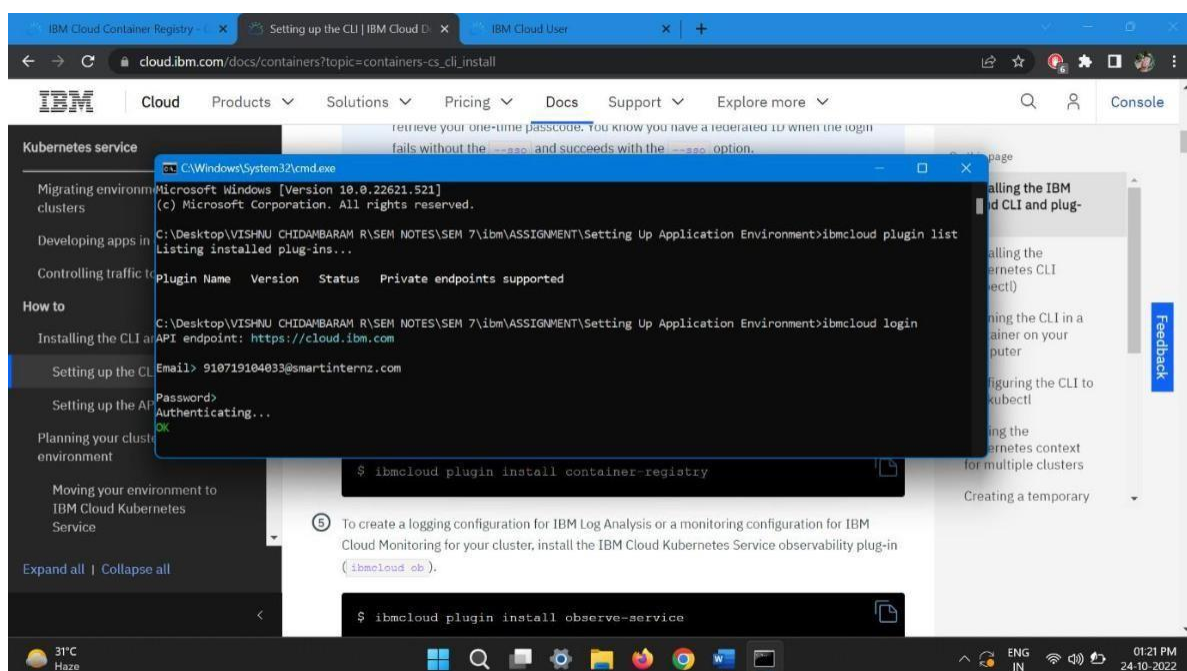 IBM Cloud Container Registry -
Setting up the CLI | IBM Cloud D
IBM Cloud User
cloud.ibm.com/docs/containers?topic=containers-cs_cli_install
6
IBM Cloud Products Solutions Pricing Docs Support Explore more Console
retrieve your one-time passcode. You know you have a federated ID when the login
fails without the --sso and succeeds with the --sso option.
Kubernetes service
Migrating environm
clusters
Developing apps in
Controlling traffic to
How to
Installing the CLI an
Setting up the CL
Setting up the AP
Planning your cluste
environment
Moving your environment to
IBM Cloud Kubernetes
Service
Expand all | Collapse all
C:\Windows\System32\cmd.exe
Microsoft Windows [Version 10.0.22621.521]
(c) Microsoft Corporation. All rights reserved.
C:\Desktop\VISHNU CHIDAMBARAM R\SEM NOTES\SEM 7\ibm\ASSIGNMENT\Setting Up Application Environment>ibmcloud plugin list
Listing installed plug-ins...
Plugin Name Version Status Private endpoints supported
C:\Desktop\VISHNU CHIDAMBARAM R\SEM NOTES\SEM 7\ibm\ASSIGNMENT\Setting Up Application Environment>ibmcloud login
API endpoint: https://cloud.ibm.com
Email> 910719104033@smartinternz.com
Password>
Authenticating...
OK
$ ibmcloud plugin install container-registry
5 To create a logging configuration for IBM Log Analysis or a monitoring configuration for IBM
Cloud Monitoring for your cluster, install the IBM Cloud Kubernetes Service observability plug-in
( ibmcloud ob ).
$ ibmcloud plugin install observe-service
page
alling the IBM
d CLI and plug-
alling the
ernetes CLI
ectl)
ning the CLI in a
ainer on your
puter
figuring the CLI to
kubectl
ing the
ernetes context
for multiple clusters
Creating a temporary
Feedback
31°C
Haze
ENG
IN
01:21 PM
24-10-2022